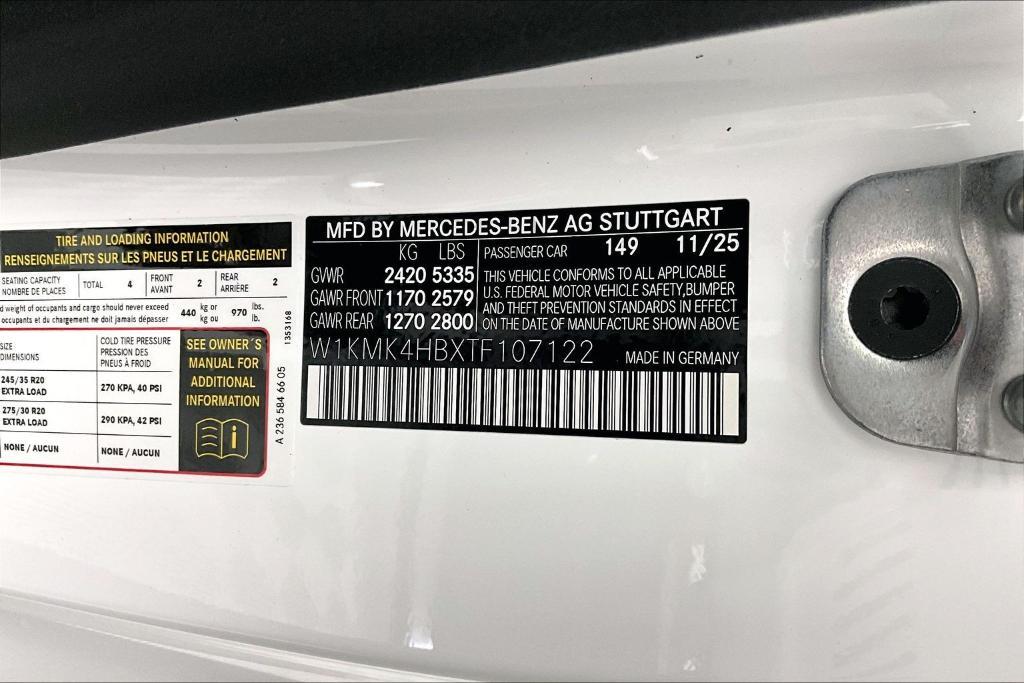 TIRE AND LOADING INFORMATION
RENSEIGNEMENTS SUR LES PNEUS ET LE CHARGEMENT
SEATING CAPACITY
NOMBRE DE PLACES
TOTAL 4
FRONT
AVANT
2
REAR
ARRIÈRE
2
weight of occupants and cargo should never exceed
occupants et du chargement ne doit jamais dépasser
440
kg or
kg ou
970
lbs.
lb.
SIZE
DIMENSIONS
COLD TIRE PRESSURE
PRESSION DES
PNEUS À FROID
245/35 R20
EXTRA LOAD
270 KPA, 40 PSI
275/30 R20
EXTRA LOAD
290 KPA, 42 PSI
NONE / AUCUN
NONE / AUCUN
SEE OWNER´S
MANUAL FOR
ADDITIONAL
INFORMATION
i
1353168
A 236 584 66 05
MFD BY MERCEDES-BENZ AG STUTTGART
KG LBS
GWR 2420 5335
GAWR FRONT 1170 2579
GAWR REAR 1270 2800
PASSENGER CAR 149 11/25
THIS VEHICLE CONFORMS TO ALL APPLICABLE
U.S. FEDERAL MOTOR VEHICLE SAFETY,BUMPER
AND THEFT PREVENTION STANDARDS IN EFFECT
ON THE DATE OF MANUFACTURE SHOWN ABOVE
W1KMK4HBXTF107122
MADE IN GERMANY